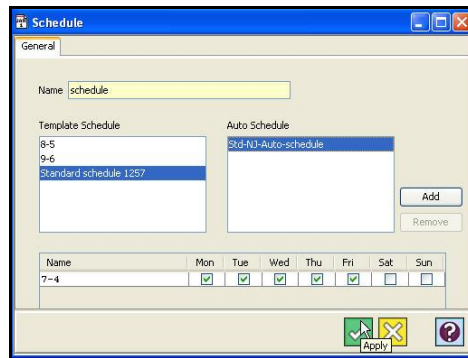 Schedule
General
Name schedule
Template Schedule
8-5
9-6
Standard schedule 1257
Auto Schedule
Std-NJ-Auto-schedule
Add
Remove
Name Mon Tue Wed Thu Fri Sat Sun
7-4
Apply